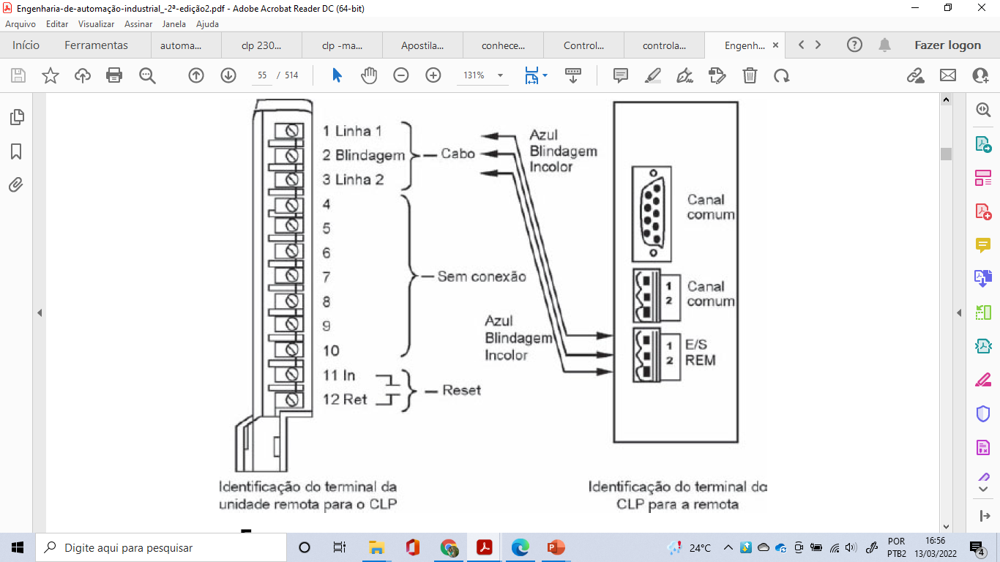 Engenharia-de-automação-industrial_-2ª-edição2.pdf - Adobe Acrobat Reader DC (64-bit)
Arquivo Editar Visualizar Assinar Janela Ajuda
Início Ferramentas automa... clp 230... clp -ma... Apostila... conhece... Control... controla... Engenh... × Fazer logon
55 / 514 131%
1 Linha 1
2 Blindagem
3 Linha 2
Cabo
4
5
6
7
8
9
10
Sem conexão
11 In
12 Ret
Reset
Azul
Blindagem
Incolor
Azul
Blindagem
Incolor
Canal
comum
1
2
Canal
comum
1
2
E/S
REM
Identificação do terminal da
unidade remota para o CLP
Identificação do terminal do
CLP para a remota
Digite aqui para pesquisar
24°C
POR
PTB2
16:56
13/03/2022
4